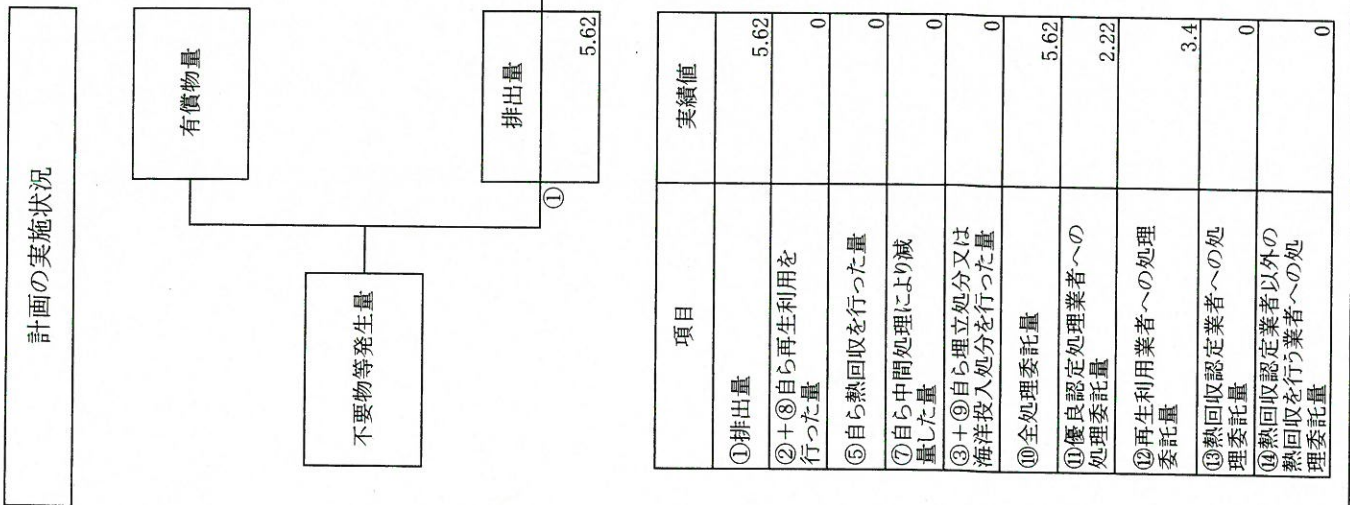 計画の実施状況
有償物量
不要物等発生量
排出量
①
5.62
項目
実績値
①排出量
5.62
②+⑧自ら再生利用を
行った量
0
⑤自ら熱回収を行った量
0
⑦自ら中間処理により減
量した量
0
③+⑨自ら埋立処分又は
海洋投入処分を行った量
0
⑩全処理委託量
5.62
⑪優良認定処理業者への
処理委託量
2.22
⑫再生利用業者への処理
委託量
3.4
⑬熱回収認定業者への処
理委託量
0
⑭熱回収認定業者以外の
熱回収を行う業者への処
理委託量
0